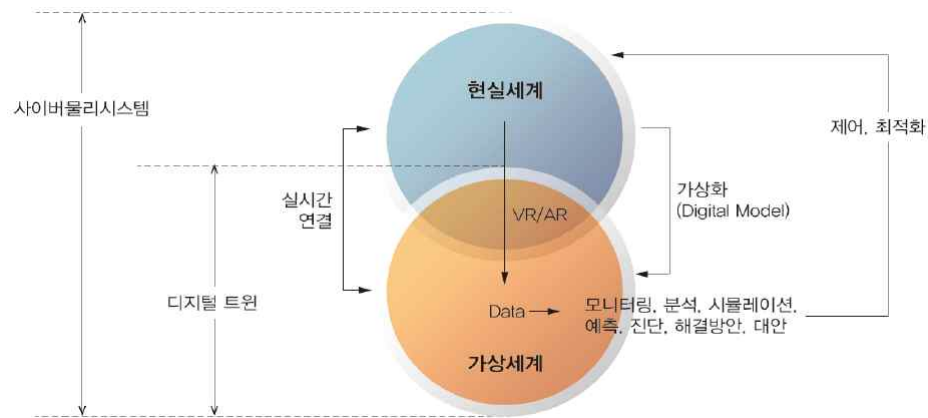 현실세계
사이버물리시스템
제어, 최적화
실시간
연결
가상화
(Digital Model)
VR/AR
디지털 트윈
Data
모니터링, 분석, 시뮬레이션,
예측, 진단, 해결방안, 대안
가상세계